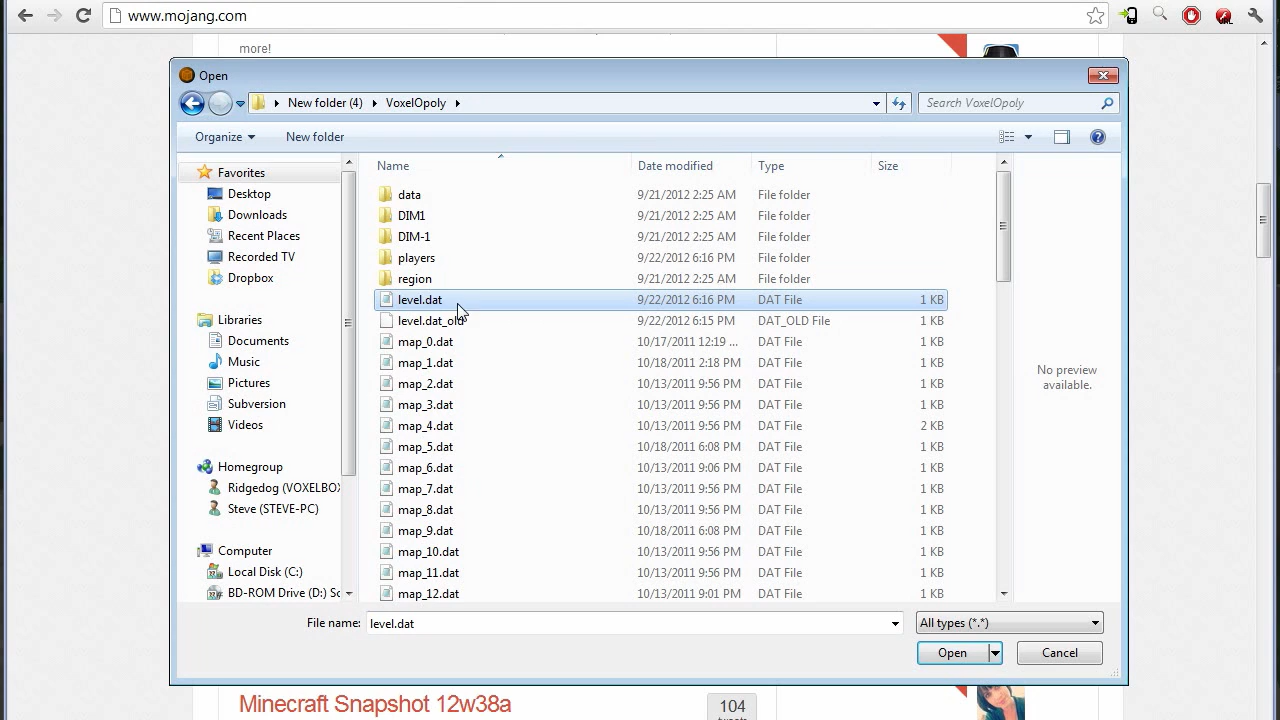 www.mojang.com
more!
Open
New folder (4) VoxelOpoly
Search VoxelOpoly
Organize New folder
Name Date modified Type Size
Favorites
Desktop
Downloads
Recent Places
Recorded TV
Dropbox
Libraries
Documents
Music
Pictures
Subversion
Videos
Homegroup
Ridgedog (VOXELBOX
Steve (STEVE-PC)
Computer
Local Disk (C:)
BD-ROM Drive (D:) Sc
data 9/21/2012 2:25 AM File folder
DIM1 9/21/2012 2:25 AM File folder
DIM-1 9/21/2012 2:25 AM File folder
players 9/22/2012 6:16 PM File folder
region 9/21/2012 2:25 AM File folder
level.dat 9/22/2012 6:16 PM DAT File 1 KB
level.dat_old 9/22/2012 6:15 PM DAT_OLD File 1 KB
map_0.dat 10/17/2011 12:19 ... DAT File 1 KB
map_1.dat 10/18/2011 2:18 PM DAT File 1 KB
map_2.dat 10/13/2011 9:56 PM DAT File 1 KB
map_3.dat 10/13/2011 9:56 PM DAT File 1 KB
map_4.dat 10/13/2011 9:56 PM DAT File 2 KB
map_5.dat 10/18/2011 6:08 PM DAT File 1 KB
map_6.dat 10/13/2011 9:06 PM DAT File 1 KB
map_7.dat 10/13/2011 9:56 PM DAT File 1 KB
map_8.dat 10/13/2011 9:56 PM DAT File 1 KB
map_9.dat 10/18/2011 6:08 PM DAT File 1 KB
map_10.dat 10/13/2011 9:56 PM DAT File 1 KB
map_11.dat 10/13/2011 9:56 PM DAT File 1 KB
map_12.dat 10/13/2011 9:01 PM DAT File 1 KB
No preview
available.
File name: level.dat All types (*.*)
Open Cancel
Minecraft Snapshot 12w38a
104
tweets